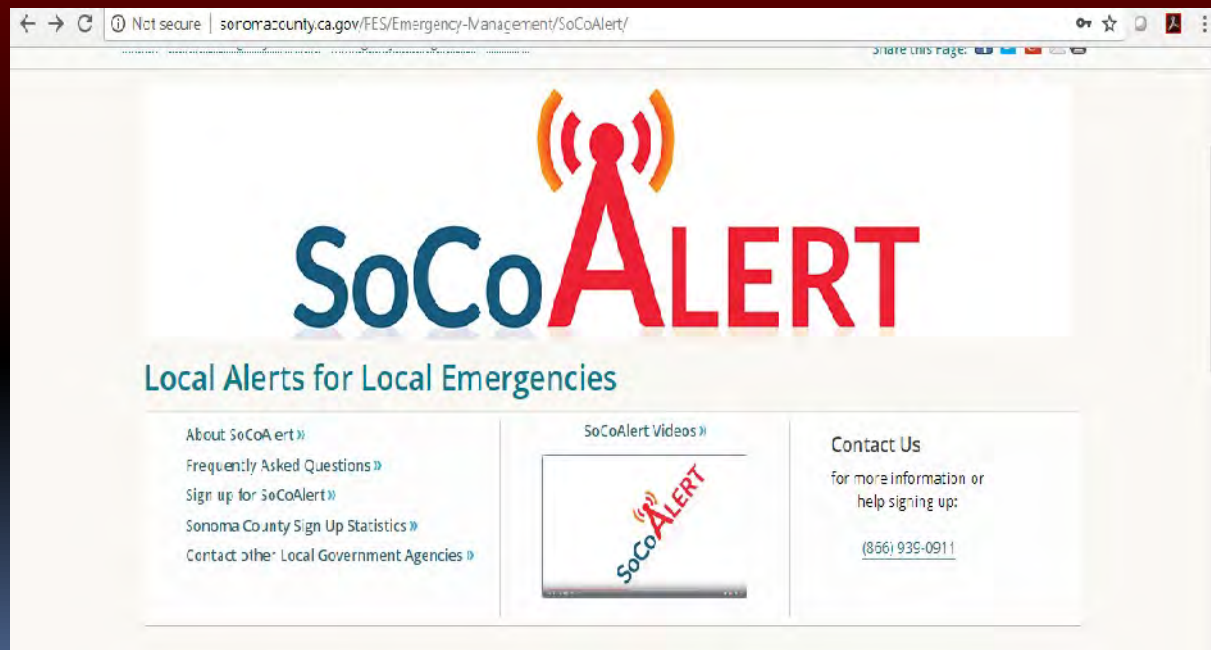 Not secure | sonomacounty.ca.gov/FES/Emergency-Management/SoCoAlert/
Share this Page:
SoCoALERT
Local Alerts for Local Emergencies
About SoCoAlert »
Frequently Asked Questions »
Sign up for SoCoAlert »
Sonoma County Sign Up Statistics »
Contact other Local Government Agencies »
SoCoAlert Videos »
SoCoALERT
Contact Us
for more information or
help signing up:
(866) 939-0911